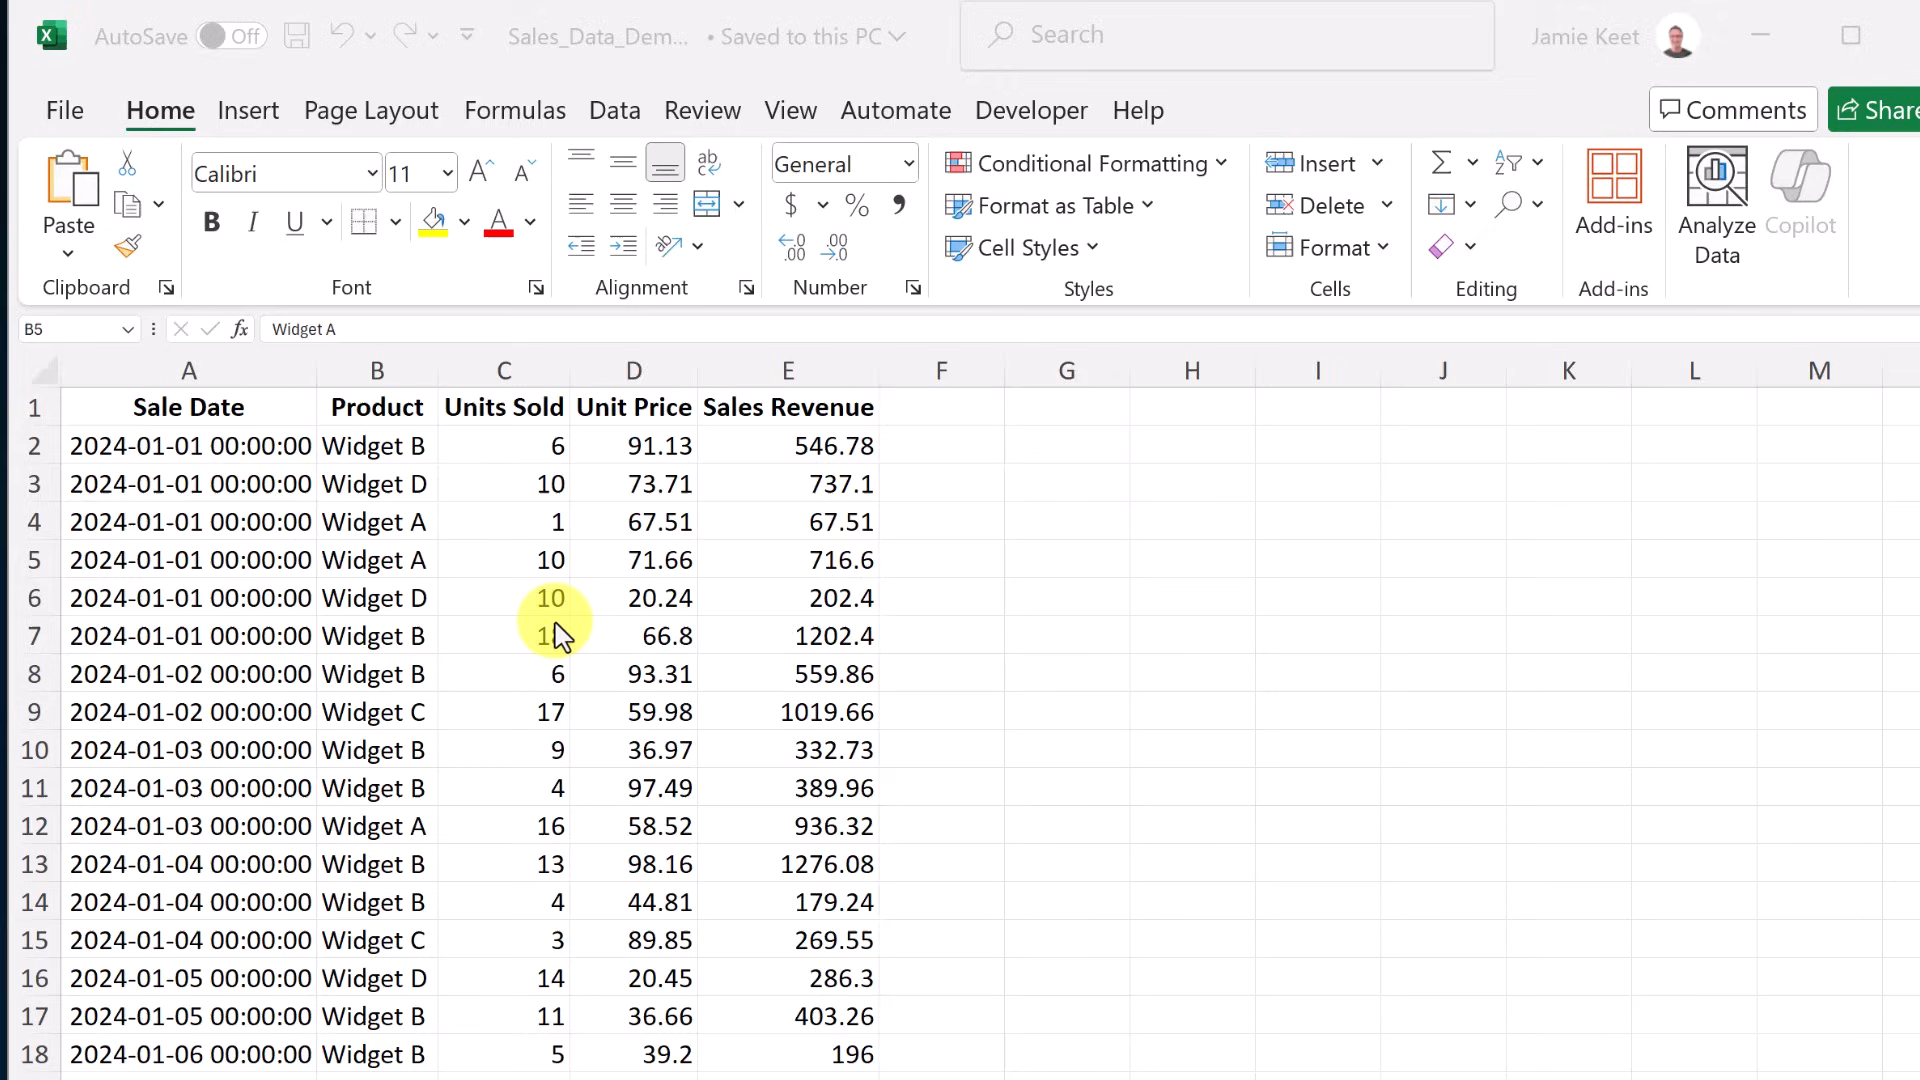 AutoSave Off Sales_Data_Dem... • Saved to this PC Search Jamie Keet
File Home Insert Page Layout Formulas Data Review View Automate Developer Help Comments Share
Paste
Clipboard
Calibri 11
B I U
Font
ab
Alignment
General
$ % 9
Number
Conditional Formatting
Format as Table
Cell Styles
Styles
Insert
Delete
Format
Cells
Editing
Add-ins
Add-ins
Analyze Data
Copilot
B5 fx Widget A
A B C D E F G H I J K L M
1 Sale Date Product Units Sold Unit Price Sales Revenue
2 2024-01-01 00:00:00 Widget B 6 91.13 546.78
3 2024-01-01 00:00:00 Widget D 10 73.71 737.1
4 2024-01-01 00:00:00 Widget A 1 67.51 67.51
5 2024-01-01 00:00:00 Widget A 10 71.66 716.6
6 2024-01-01 00:00:00 Widget D 10 20.24 202.4
7 2024-01-01 00:00:00 Widget B 18 66.8 1202.4
8 2024-01-02 00:00:00 Widget B 6 93.31 559.86
9 2024-01-02 00:00:00 Widget C 17 59.98 1019.66
10 2024-01-03 00:00:00 Widget B 9 36.97 332.73
11 2024-01-03 00:00:00 Widget B 4 97.49 389.96
12 2024-01-03 00:00:00 Widget A 16 58.52 936.32
13 2024-01-04 00:00:00 Widget B 13 98.16 1276.08
14 2024-01-04 00:00:00 Widget B 4 44.81 179.24
15 2024-01-04 00:00:00 Widget C 3 89.85 269.55
16 2024-01-05 00:00:00 Widget D 14 20.45 286.3
17 2024-01-05 00:00:00 Widget B 11 36.66 403.26
18 2024-01-06 00:00:00 Widget B 5 39.2 196